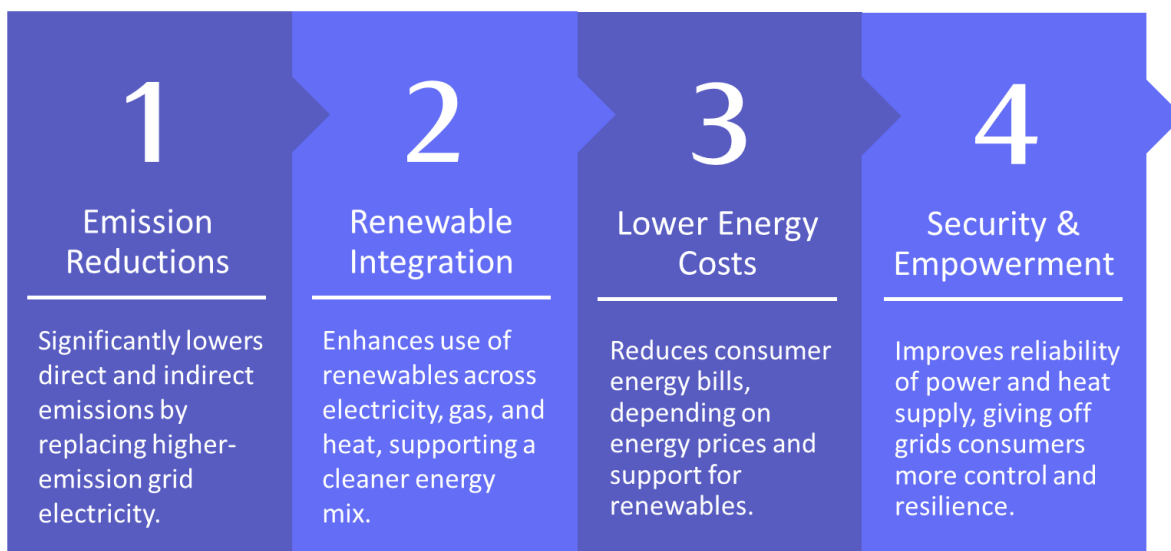 1
Emission
Reductions
Significantly lowers
direct and indirect
emissions by
replacing higher-
emission grid
electricity.
2
Renewable
Integration
Enhances use of
renewables across
electricity, gas, and
heat, supporting a
cleaner energy
mix.
3
Lower Energy
Costs
Reduces consumer
energy bills,
depending on
energy prices and
support for
renewables.
4
Security &
Empowerment
Improves reliability
of power and heat
supply, giving off
grids consumers
more control and
resilience.